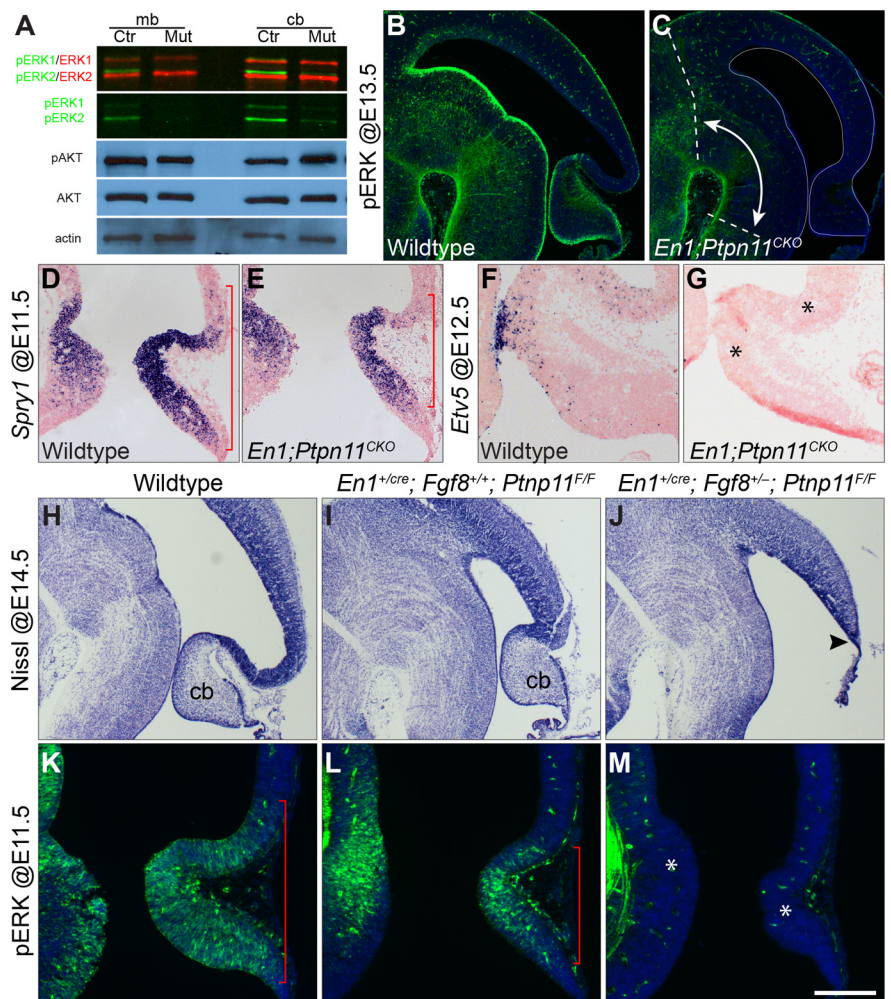 A
mb
cb
Ctr
Mut
Ctr
Mut
pERK1/ERK1
pERK2/ERK2
pERK1
pERK2
pAKT
AKT
actin
pERK @E13.5
B
Wildtype
C
En1;Ptpn11CKO
Spry1 @E11.5
D
Wildtype
E
En1;Ptpn11CKO
Etv5 @E12.5
F
Wildtype
G
*
*
En1;Ptpn11CKO
Wildtype
En1+/cre; Fgf8+/+; Ptnp11F/F
En1+/cre; Fgf8+/–; Ptnp11F/F
Nissl @E14.5
H
cb
I
cb
J
pERK @E11.5
K
L
M
*
*